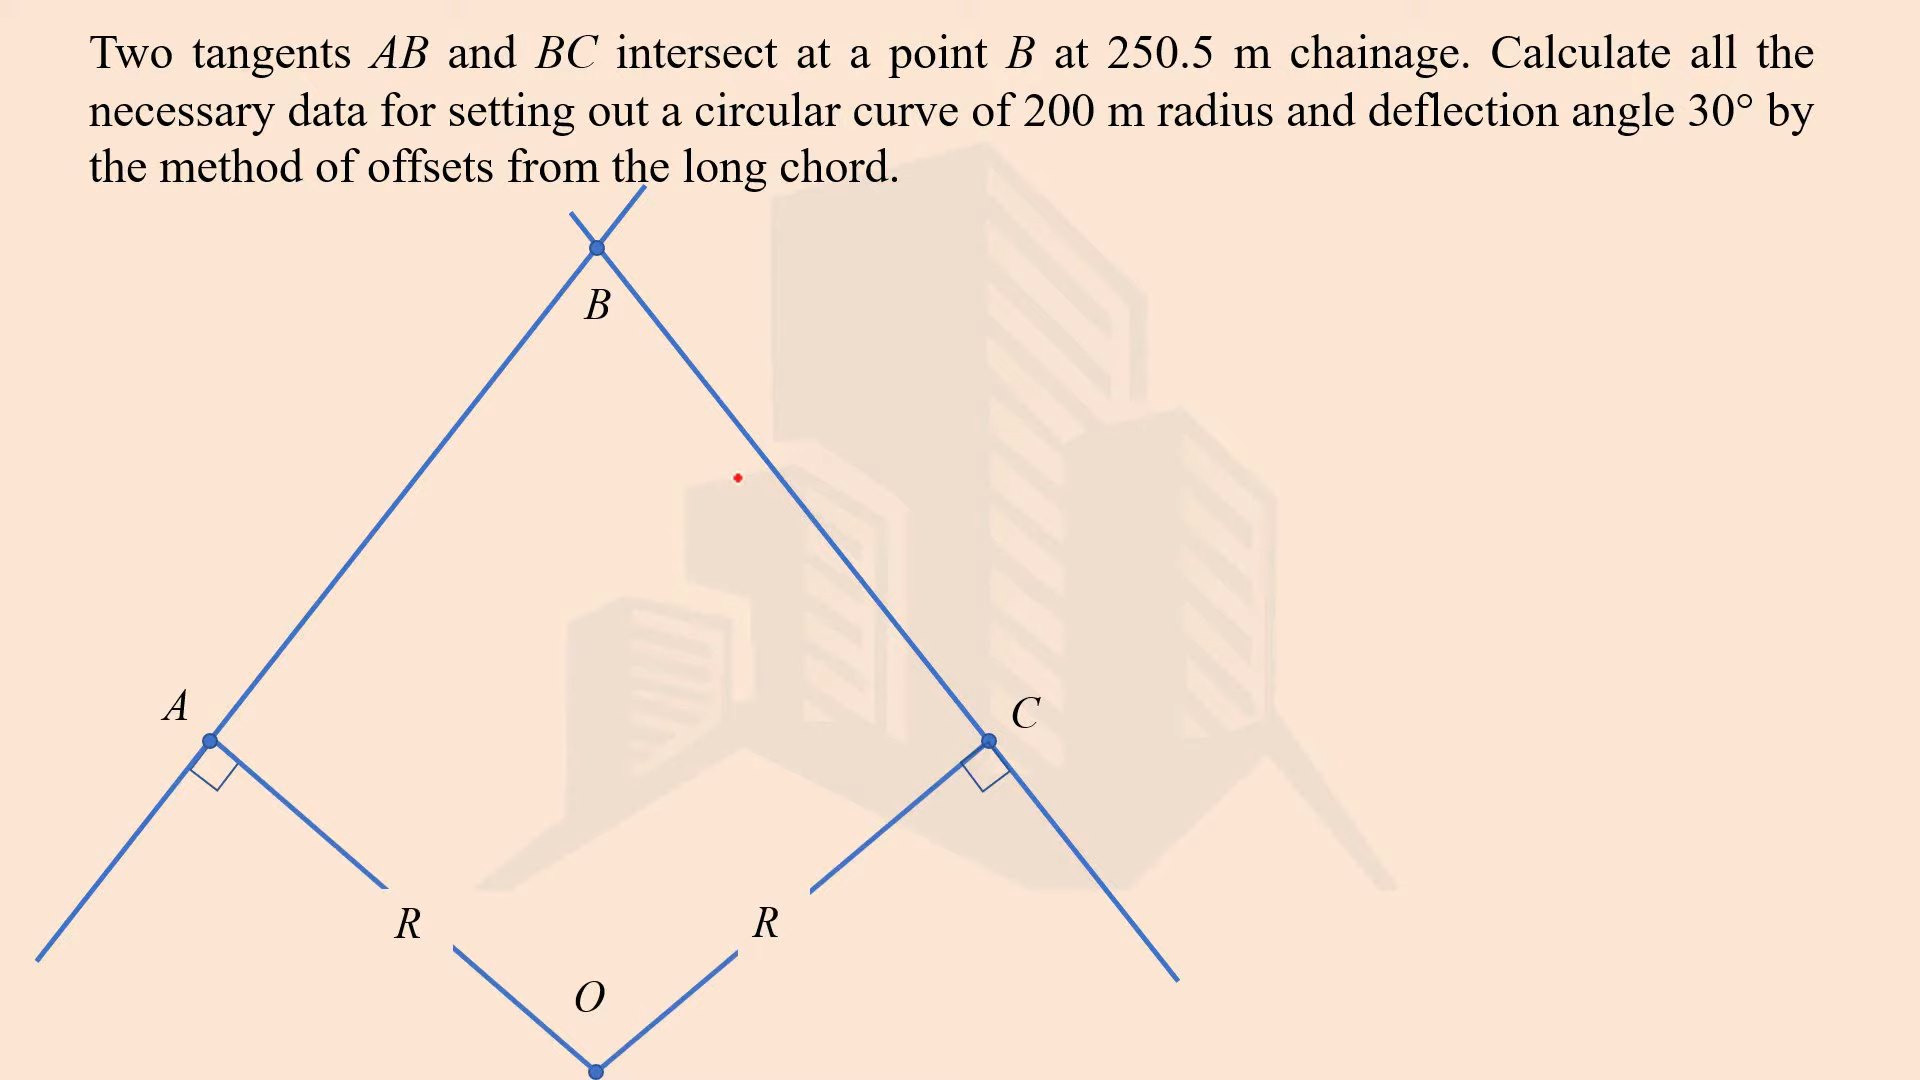 Two tangents AB and BC intersect at a point B at 250.5 m chainage. Calculate all the
necessary data for setting out a circular curve of 200 m radius and deflection angle 30° by
the method of offsets from the long chord.
B
A
C
R
R
O